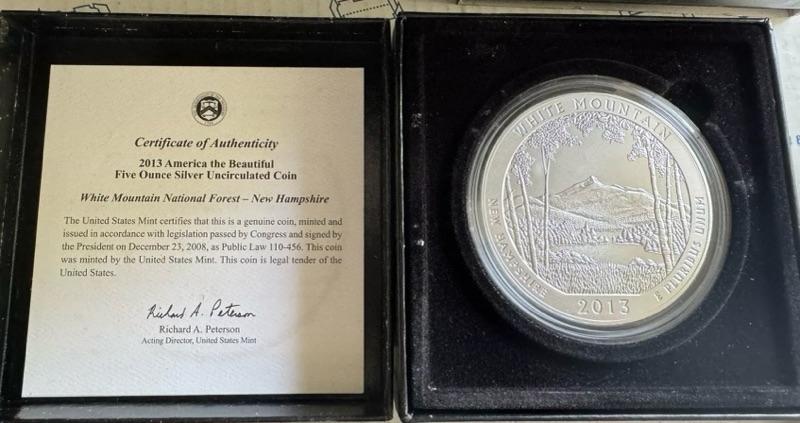 Certificate of Authenticity
2013 America the Beautiful
Five Ounce Silver Uncirculated Coin
White Mountain National Forest – New Hampshire
The United States Mint certifies that this is a genuine coin, minted and
issued in accordance with legislation passed by Congress and signed by
the President on December 23, 2008, as Public Law 110-456. This coin
was minted by the United States Mint. This coin is legal tender of the
United States.
Richard A. Peterson
Richard A. Peterson
Acting Director, United States Mint
WHITE MOUNTAIN
NEW HAMPSHIRE
2013
E PLURIBUS UNUM